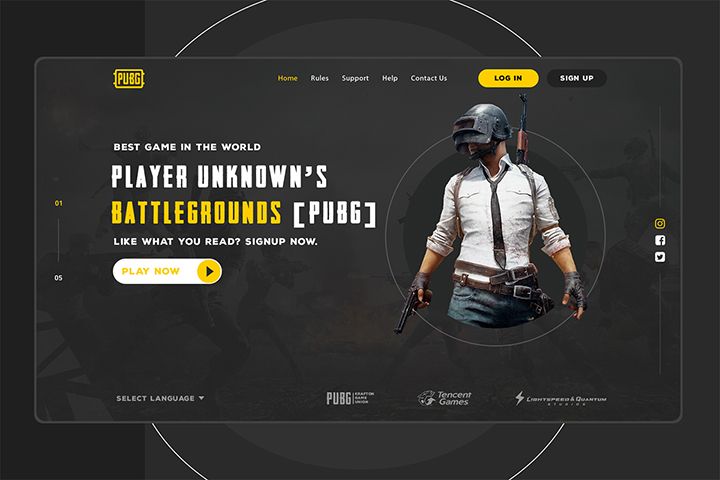 PUBG
Home Rules Support Help Contact Us LOG IN SIGN UP
BEST GAME IN THE WORLD
PLAYER UNKNOWN'S
BATTLEGROUNDS [PUBG]
01
LIKE WHAT YOU READ? SIGNUP NOW.
PLAY NOW
05
SELECT LANGUAGE
PUBG
KRAFTON
GAME
UNION
Tencent
Games
LIGHTSPEED & QUANTUM
STUDIOS